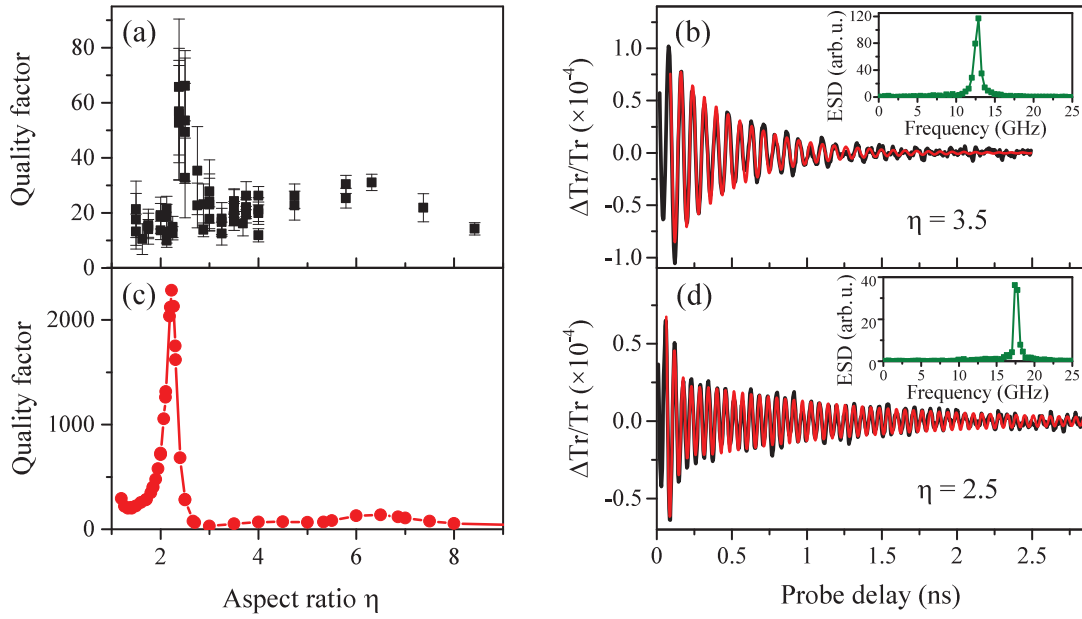 (a)
Quality factor
80
60
40
20
0
(b)
ΔTr/Tr (×10⁻⁴)
1.0
0.5
0.0
-0.5
-1.0
η = 3.5
ESD (arb. u.)
120
80
40
0
0 5 10 15 20 25
Frequency (GHz)
(c)
Quality factor
2000
1000
0
2 4 6 8
Aspect ratio η
(d)
ΔTr/Tr (×10⁻⁴)
0.5
0.0
-0.5
η = 2.5
ESD (arb. u.)
40
20
0
0 5 10 15 20 25
Frequency (GHz)
0 0.5 1 1.5 2 2.5
Probe delay (ns)